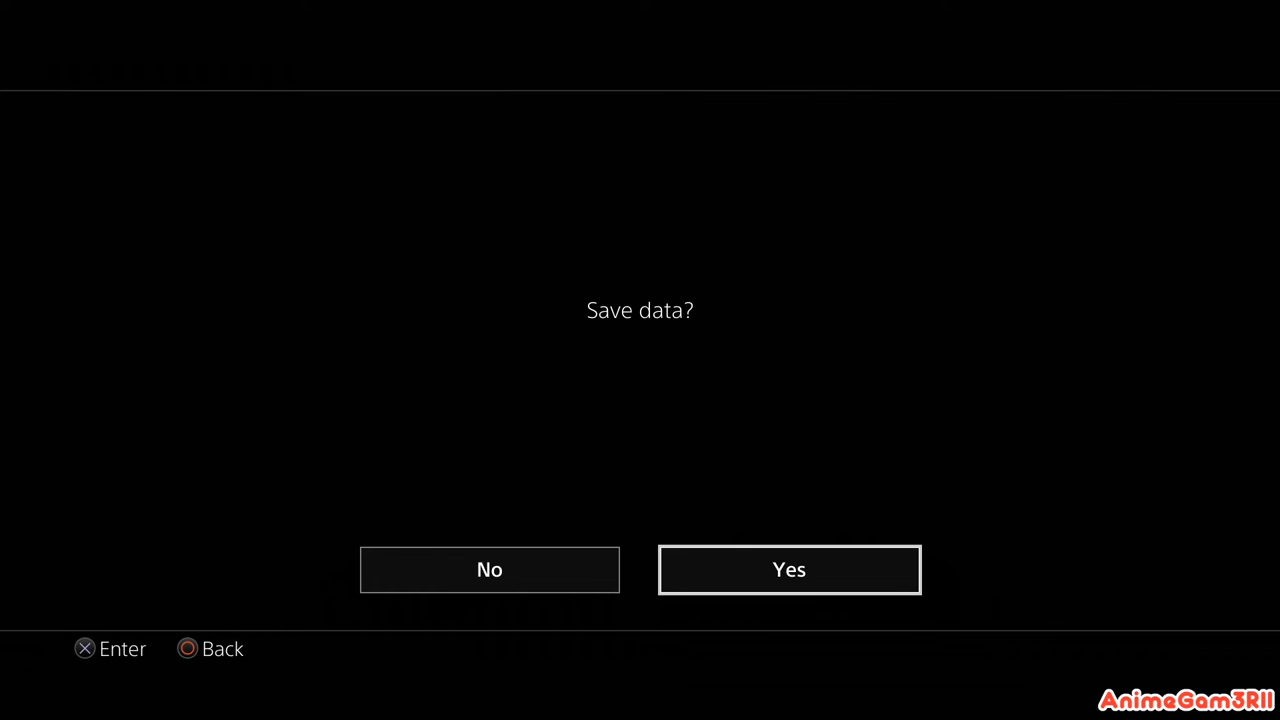 Save data?
No
Yes
Enter
Back
AnimeGam3RII